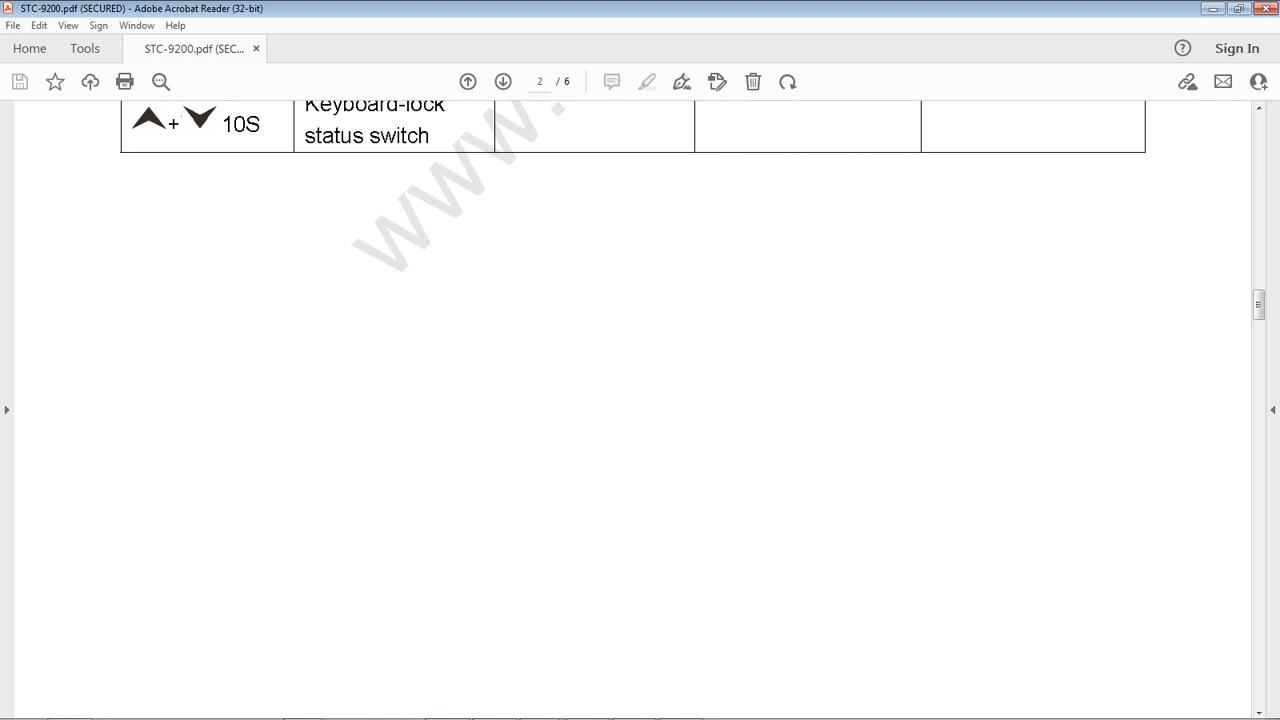 STC-9200.pdf (SECURED) - Adobe Acrobat Reader (32-bit)
File Edit View Sign Window Help
Home Tools STC-9200.pdf (SEC... Sign In
2 / 6
Keyboard-lock
+ 10S
status switch
www.